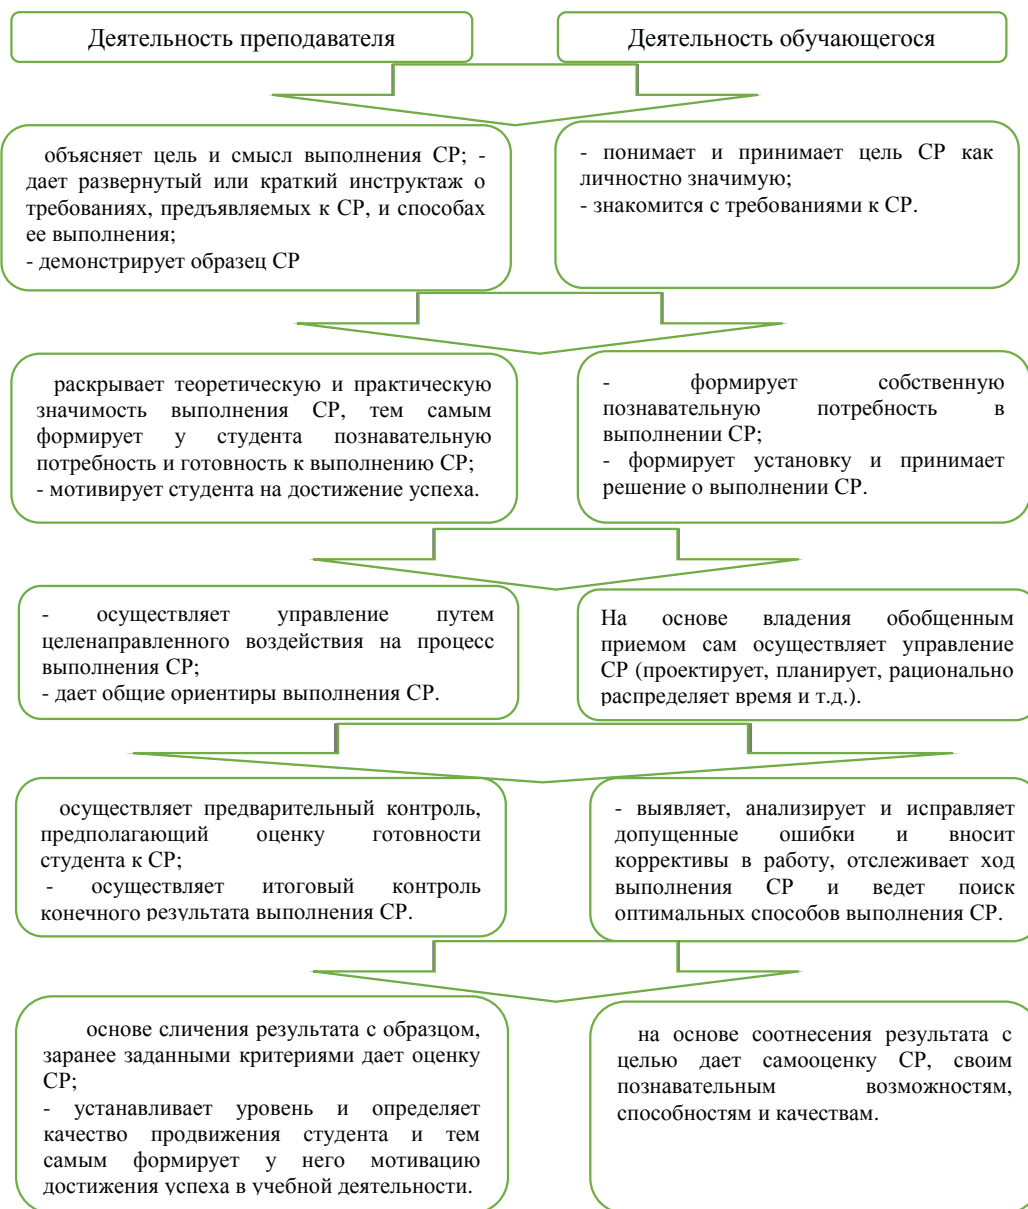 Деятельность преподавателя
Деятельность обучающегося
объясняет цель и смысл выполнения СР; -
дает развернутый или краткий инструктаж о
требованиях, предъявляемых к СР, и способах
ее выполнения;
- демонстрирует образец СР
- понимает и принимает цель СР как
личностно значимую;
- знакомится с требованиями к СР.
раскрывает теоретическую и практическую
значимость выполнения СР, тем самым
формирует у студента познавательную
потребность и готовность к выполнению СР;
- мотивирует студента на достижение успеха.
- формирует собственную
познавательную потребность в
выполнении СР;
- формирует установку и принимает
решение о выполнении СР.
- осуществляет управление путем
целенаправленного воздействия на процесс
выполнения СР;
- дает общие ориентиры выполнения СР.
На основе владения обобщенным
приемом сам осуществляет управление
СР (проектирует, планирует, рационально
распределяет время и т.д.).
осуществляет предварительный контроль,
предполагающий оценку готовности
студента к СР;
- осуществляет итоговый контроль
конечного результата выполнения СР.
- выявляет, анализирует и исправляет
допущенные ошибки и вносит
коррективы в работу, отслеживает ход
выполнения СР и ведет поиск
оптимальных способов выполнения СР.
основе сличения результата с образцом,
заранее заданными критериями дает оценку
СР;
- устанавливает уровень и определяет
качество продвижения студента и тем
самым формирует у него мотивацию
достижения успеха в учебной деятельности.
на основе соотнесения результата с
целью дает самооценку СР, своим
познавательным возможностям,
способностям и качествам.